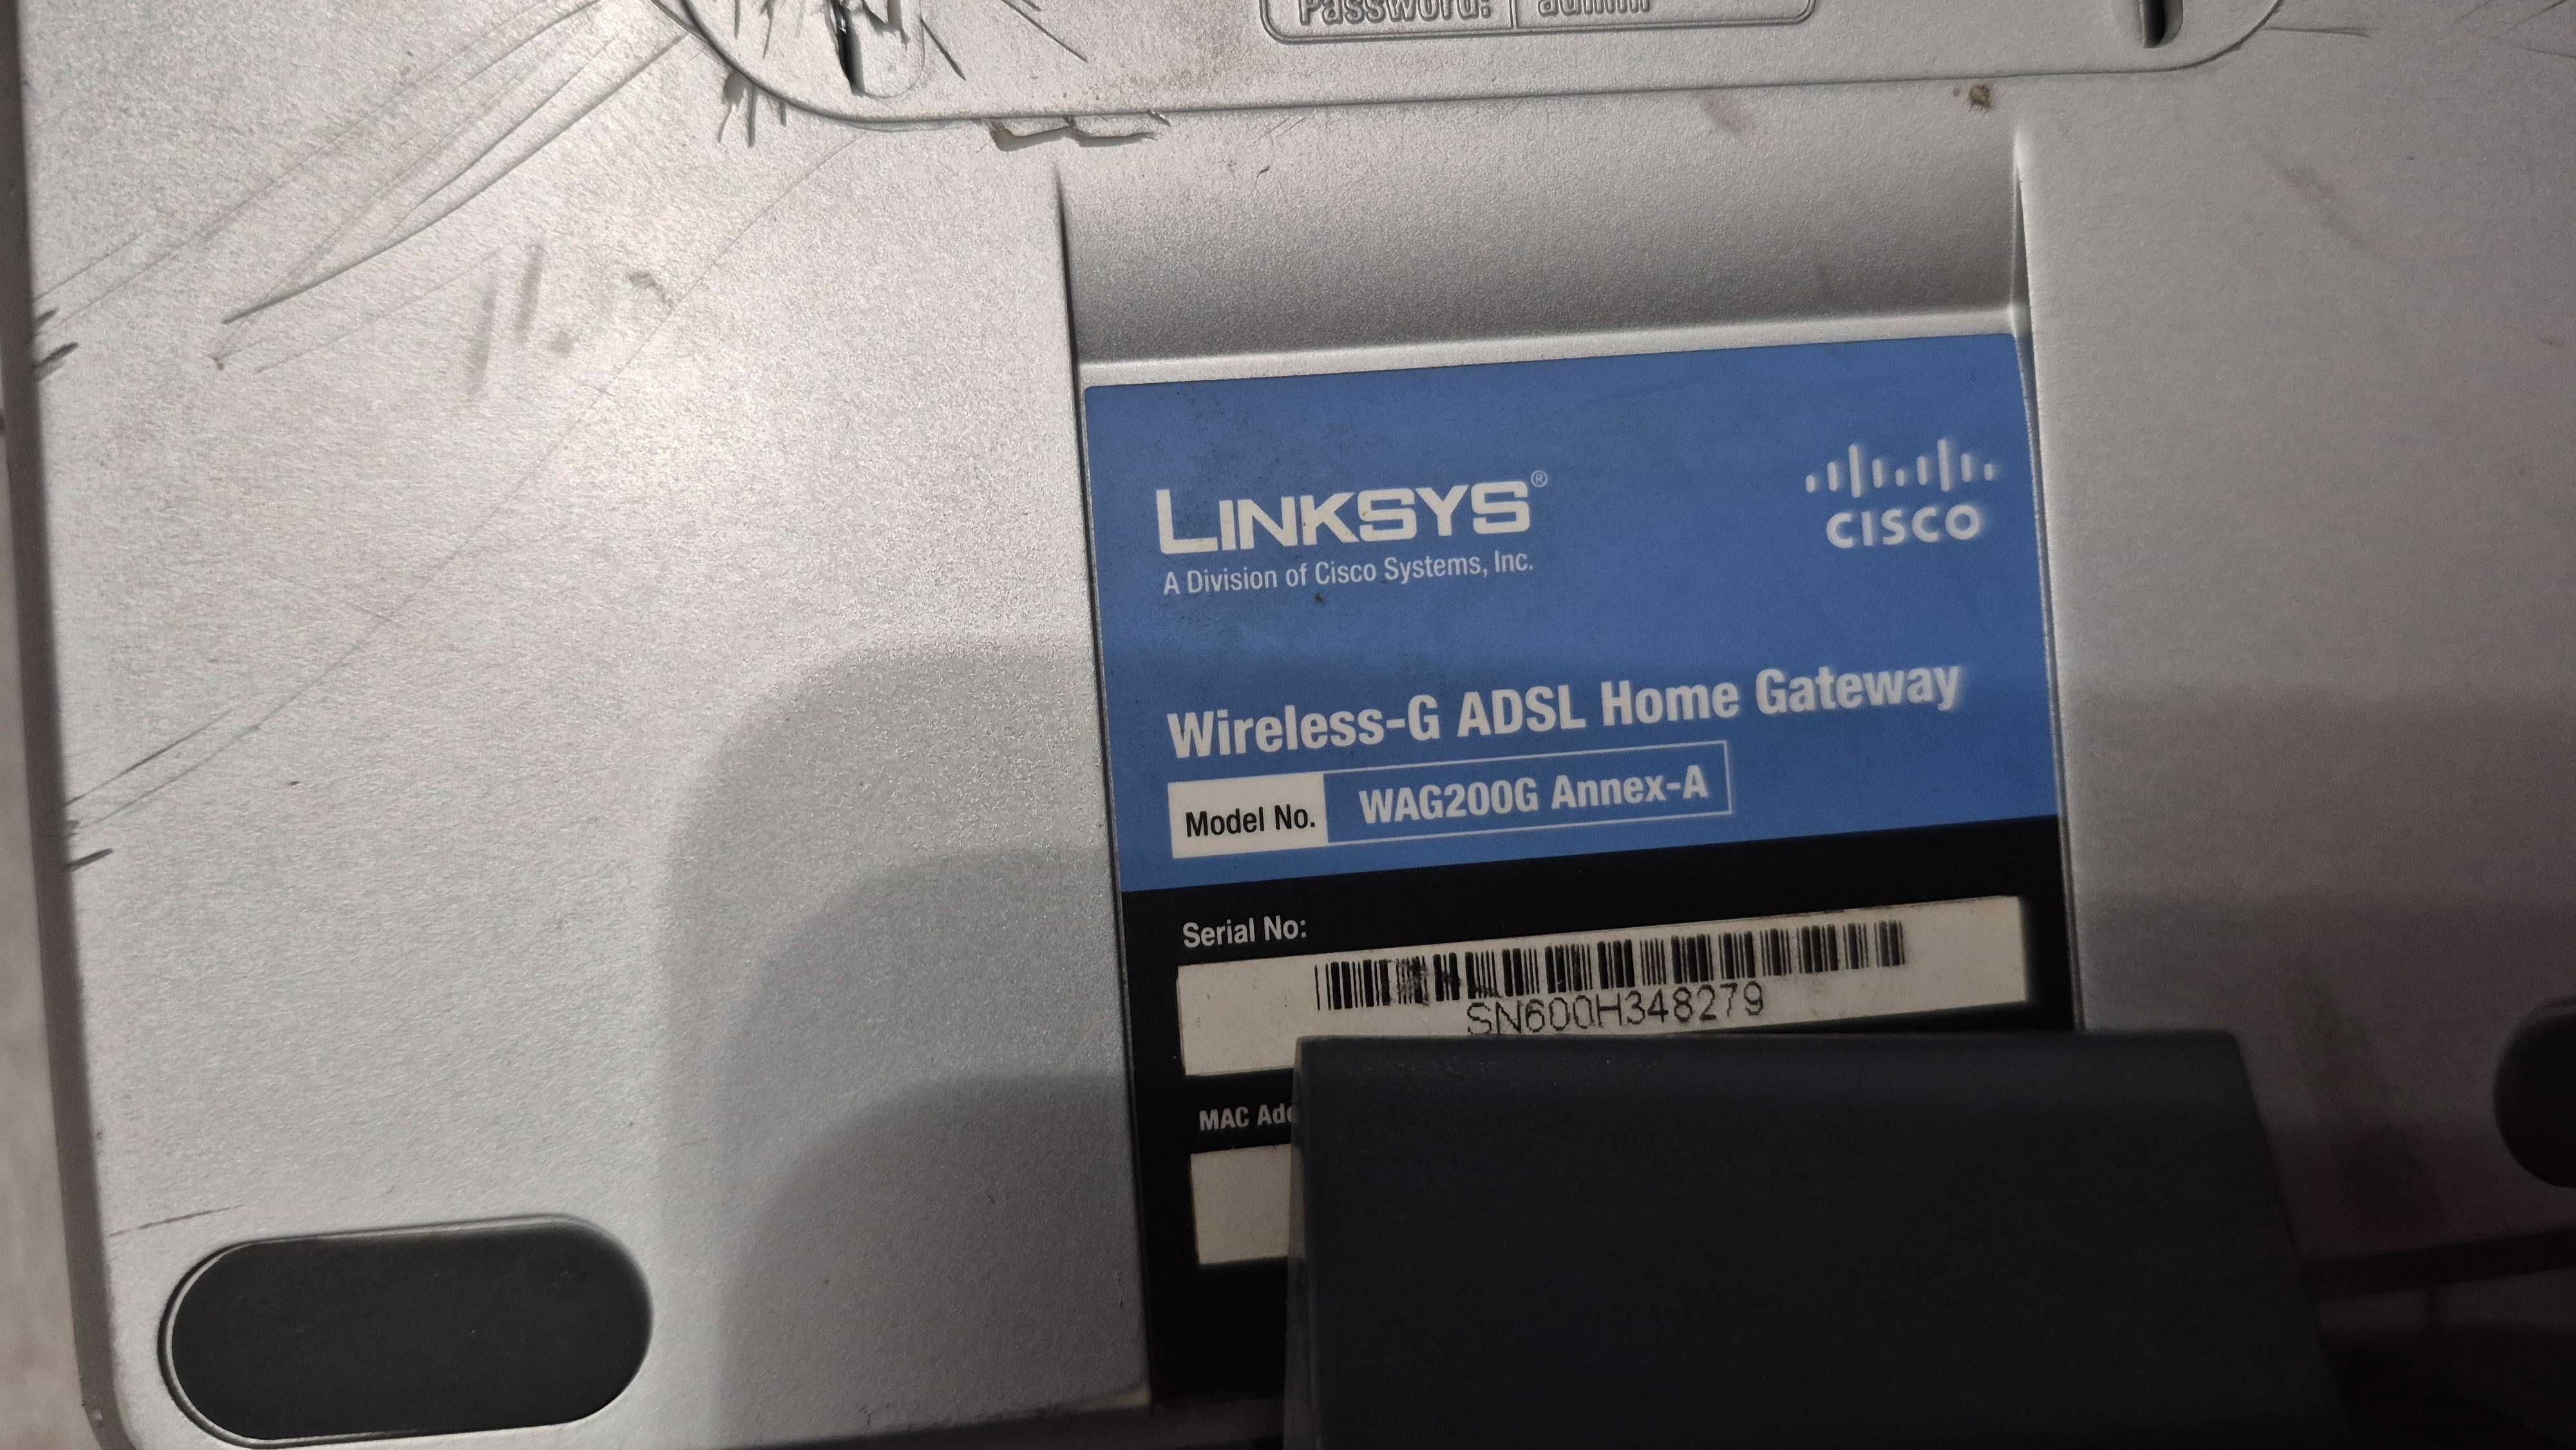 Password: admin
LINKSYS®
A Division of Cisco Systems, Inc.
CISCO
Wireless-G ADSL Home Gateway
Model No. WAG200G Annex-A
Serial No:
SN600H348279
MAC